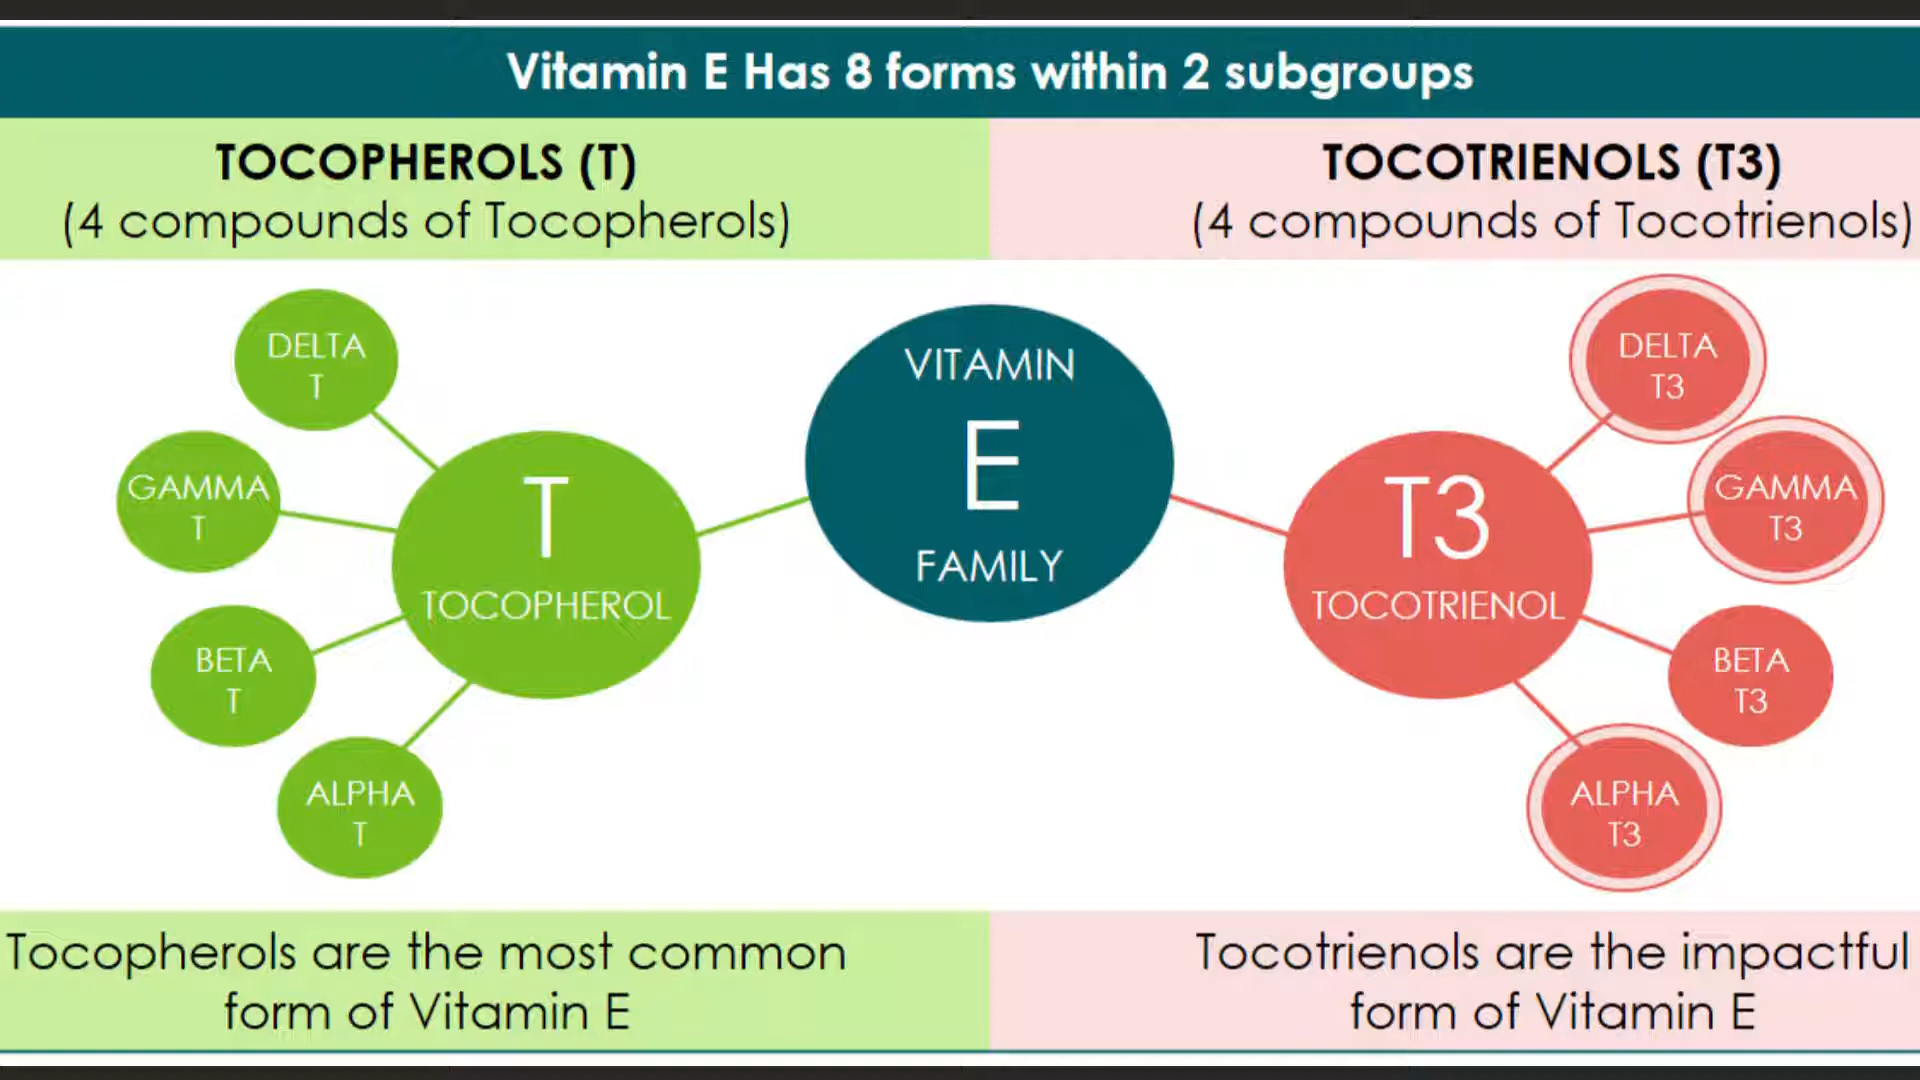 Vitamin E Has 8 forms within 2 subgroups
TOCOPHEROLS (T)
(4 compounds of Tocopherols)
TOCOTRIENOLS (T3)
(4 compounds of Tocotrienols)
DELTA
T
GAMMA
T
BETA
T
ALPHA
T
T
TOCOPHEROL
VITAMIN
E
FAMILY
T3
TOCOTRIENOL
DELTA
T3
GAMMA
T3
BETA
T3
ALPHA
T3
Tocopherols are the most common
form of Vitamin E
Tocotrienols are the impactful
form of Vitamin E